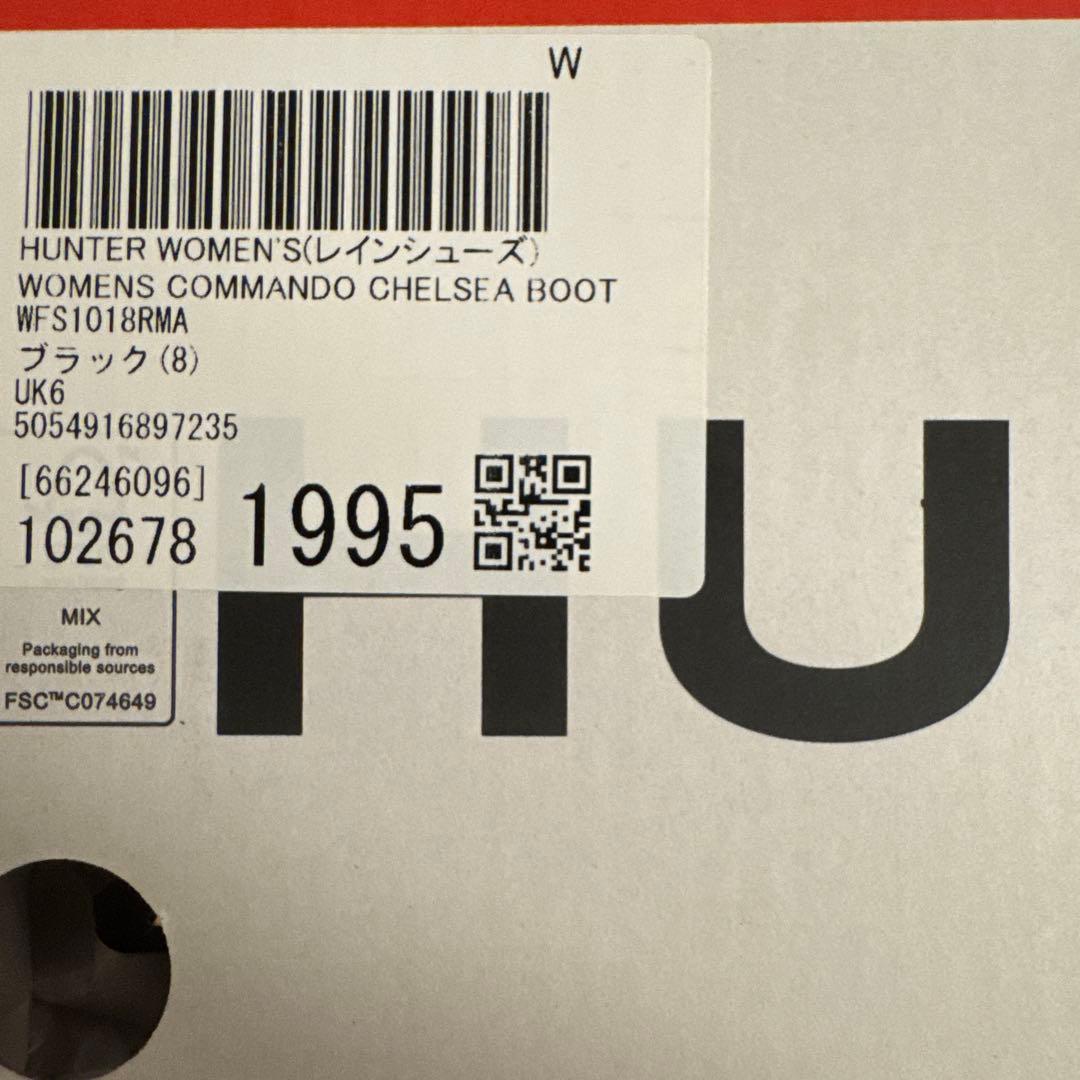 W
HUNTER WOMEN'S(レインシューズ)
WOMENS COMMANDO CHELSEA BOOT
WFS1018RMA
ブラック(8)
UK6
5054916897235
[66246096]
102678 1995
HU
MIX
Packaging from
responsible sources
FSC™C074649